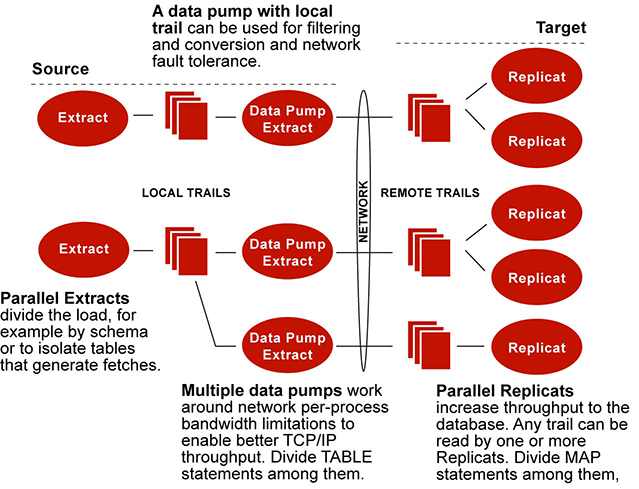 A data pump with local
trail can be used for filtering
and conversion and network
fault tolerance.
Source
Target
Extract
Data Pump
Extract
Replicat
Replicat
LOCAL TRAILS
NETWORK
REMOTE TRAILS
Extract
Data Pump
Extract
Replicat
Replicat
Data Pump
Extract
Replicat
Parallel Extracts
divide the load, for
example by schema
or to isolate tables
that generate fetches.
Multiple data pumps work
around network per-process
bandwidth limitations to
enable better TCP/IP
throughput. Divide TABLE
statements among them.
Parallel Replicats
increase throughput to the
database. Any trail can be
read by one or more
Replicats. Divide MAP
statements among them,